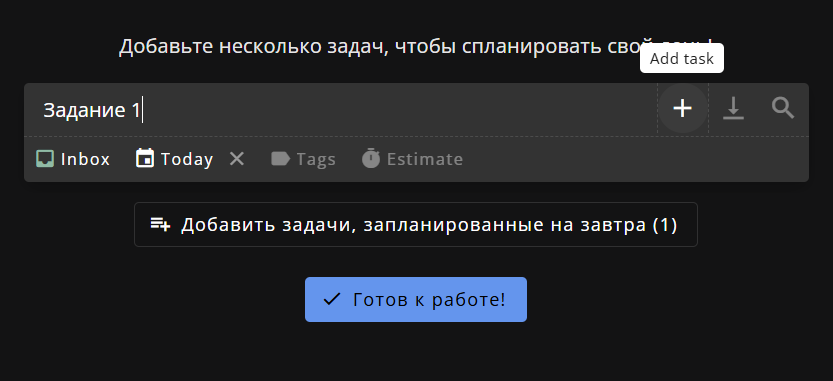 Добавьте несколько задач, чтобы спланировать свой
Add task
Задание 1
Inbox Today Tags Estimate
Добавить задачи, запланированные на завтра (1)
Готов к работе!